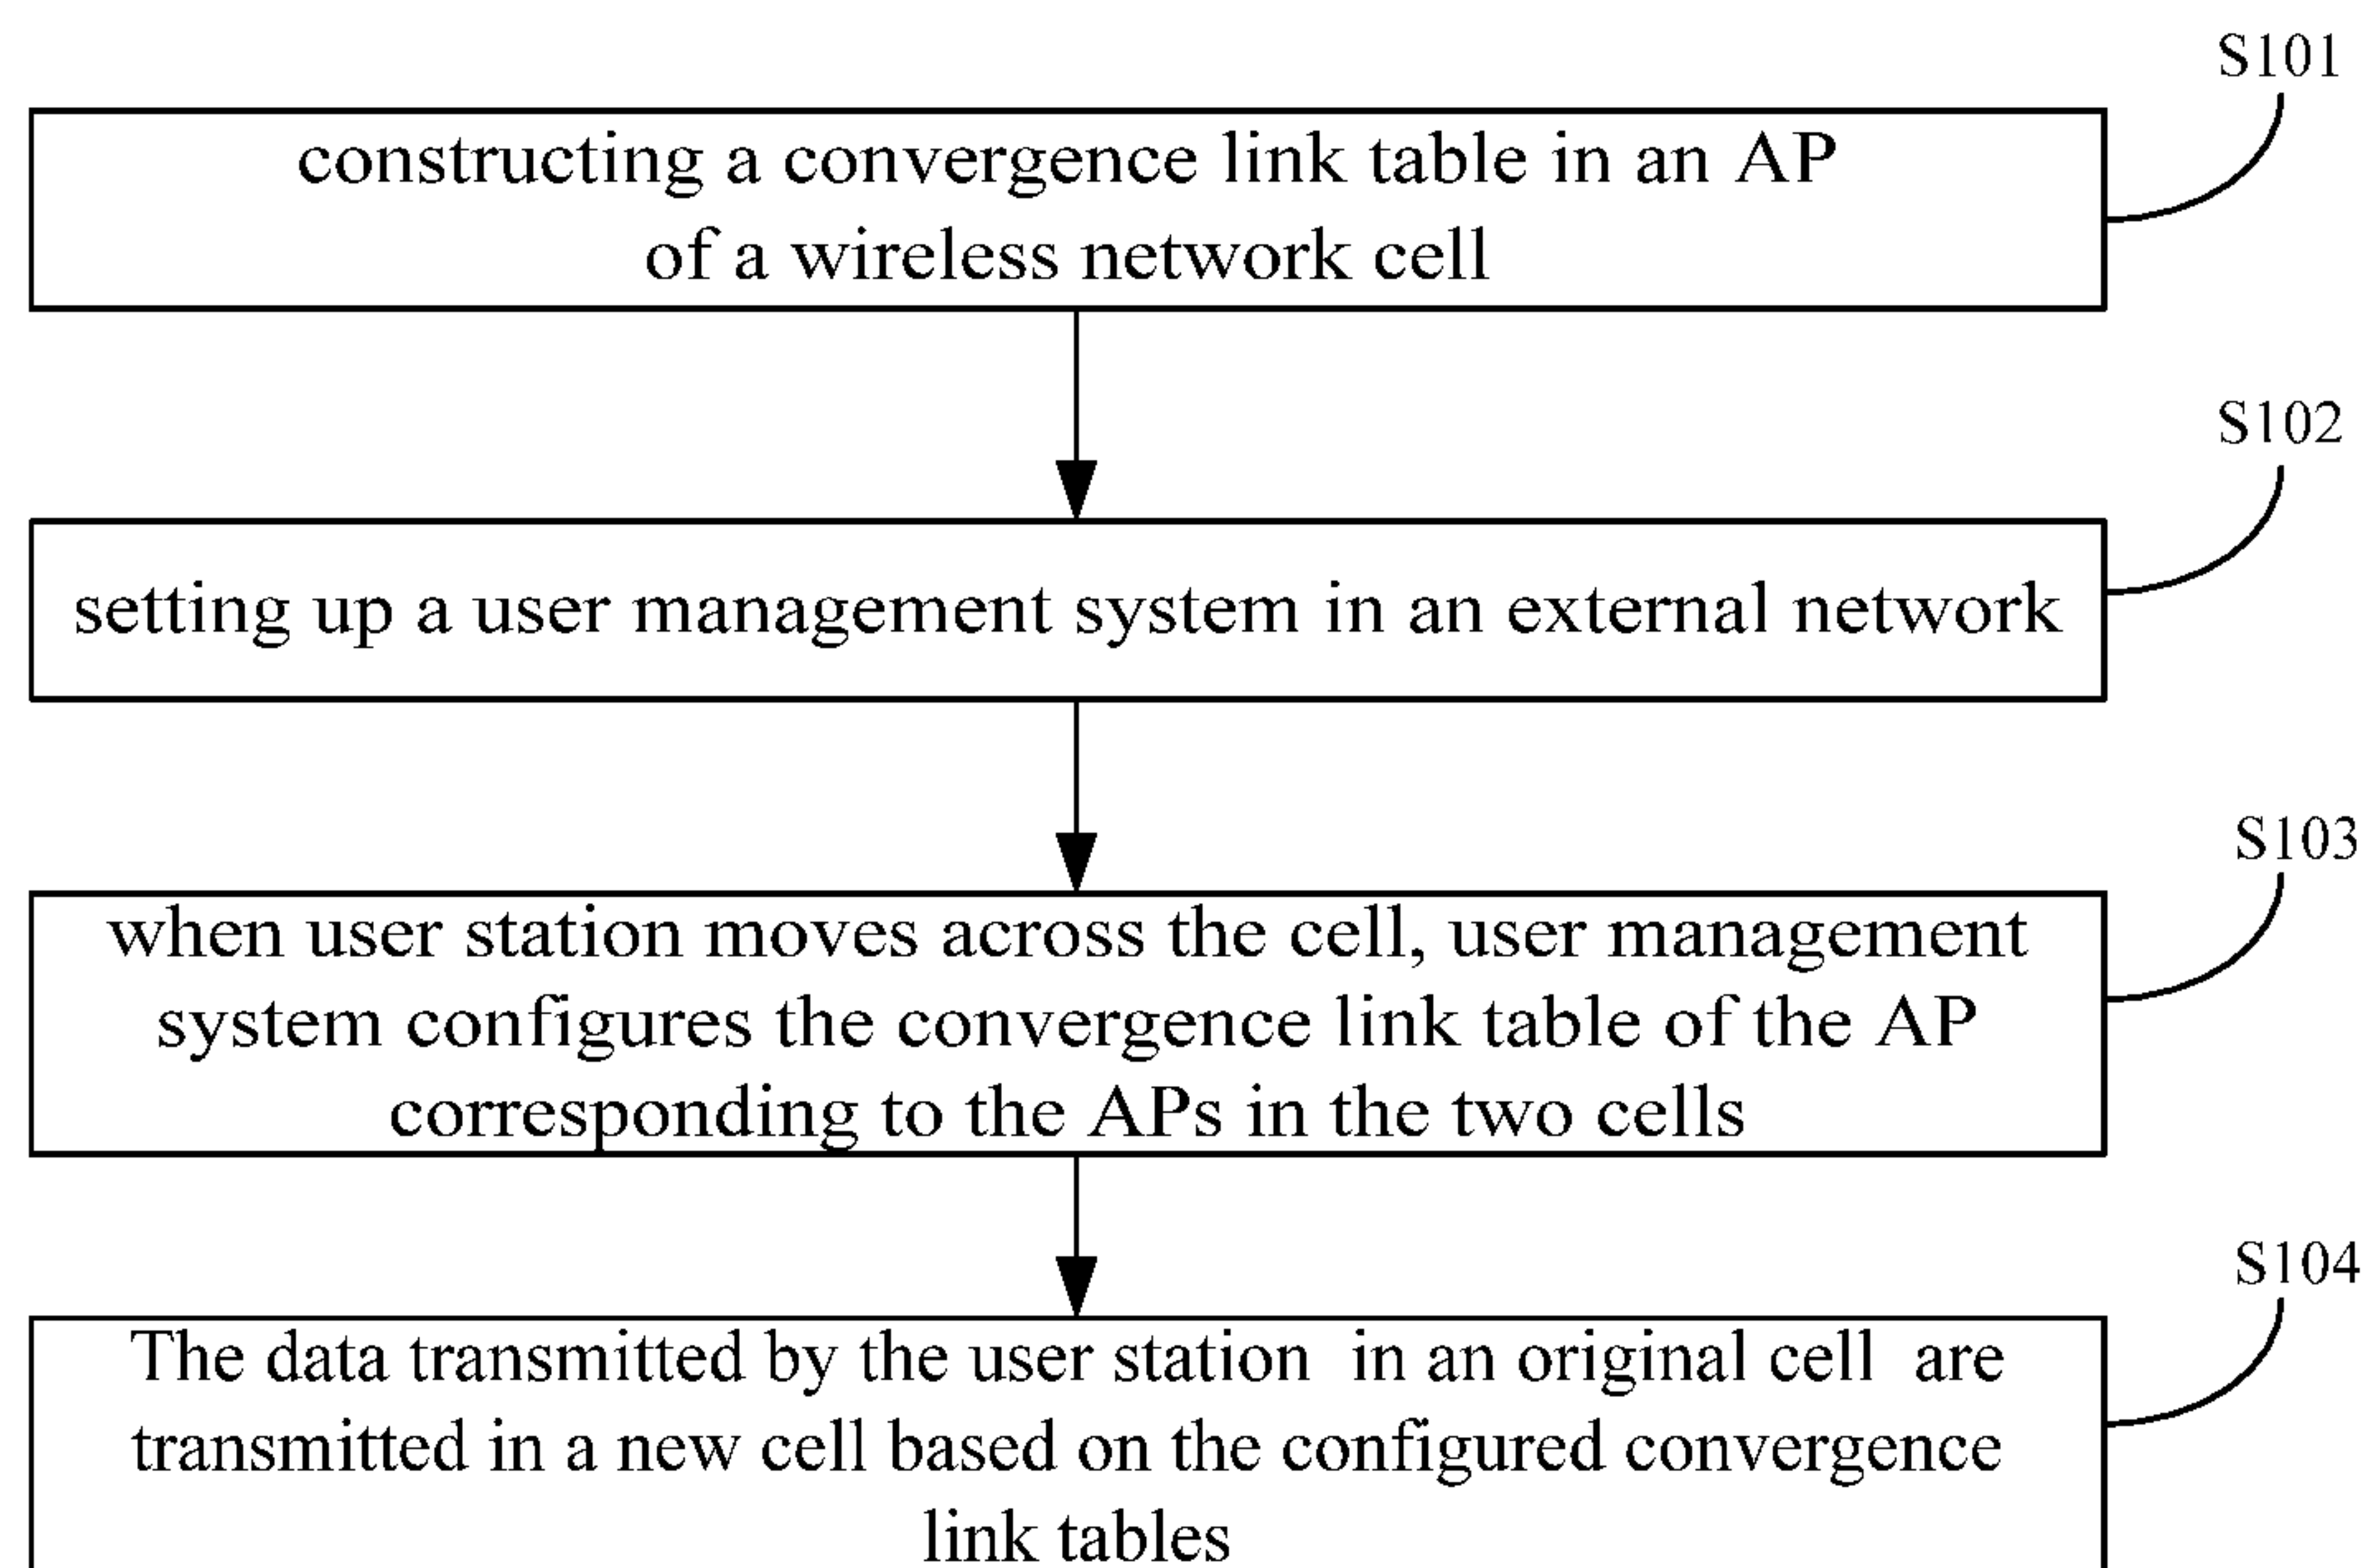 S101
constructing a convergence link table in an AP
of a wireless network cell
S102
setting up a user management system in an external network
S103
when user station moves across the cell, user management
system configures the convergence link table of the AP
corresponding to the APs in the two cells
S104
The data transmitted by the user station in an original cell are
transmitted in a new cell based on the configured convergence
link tables